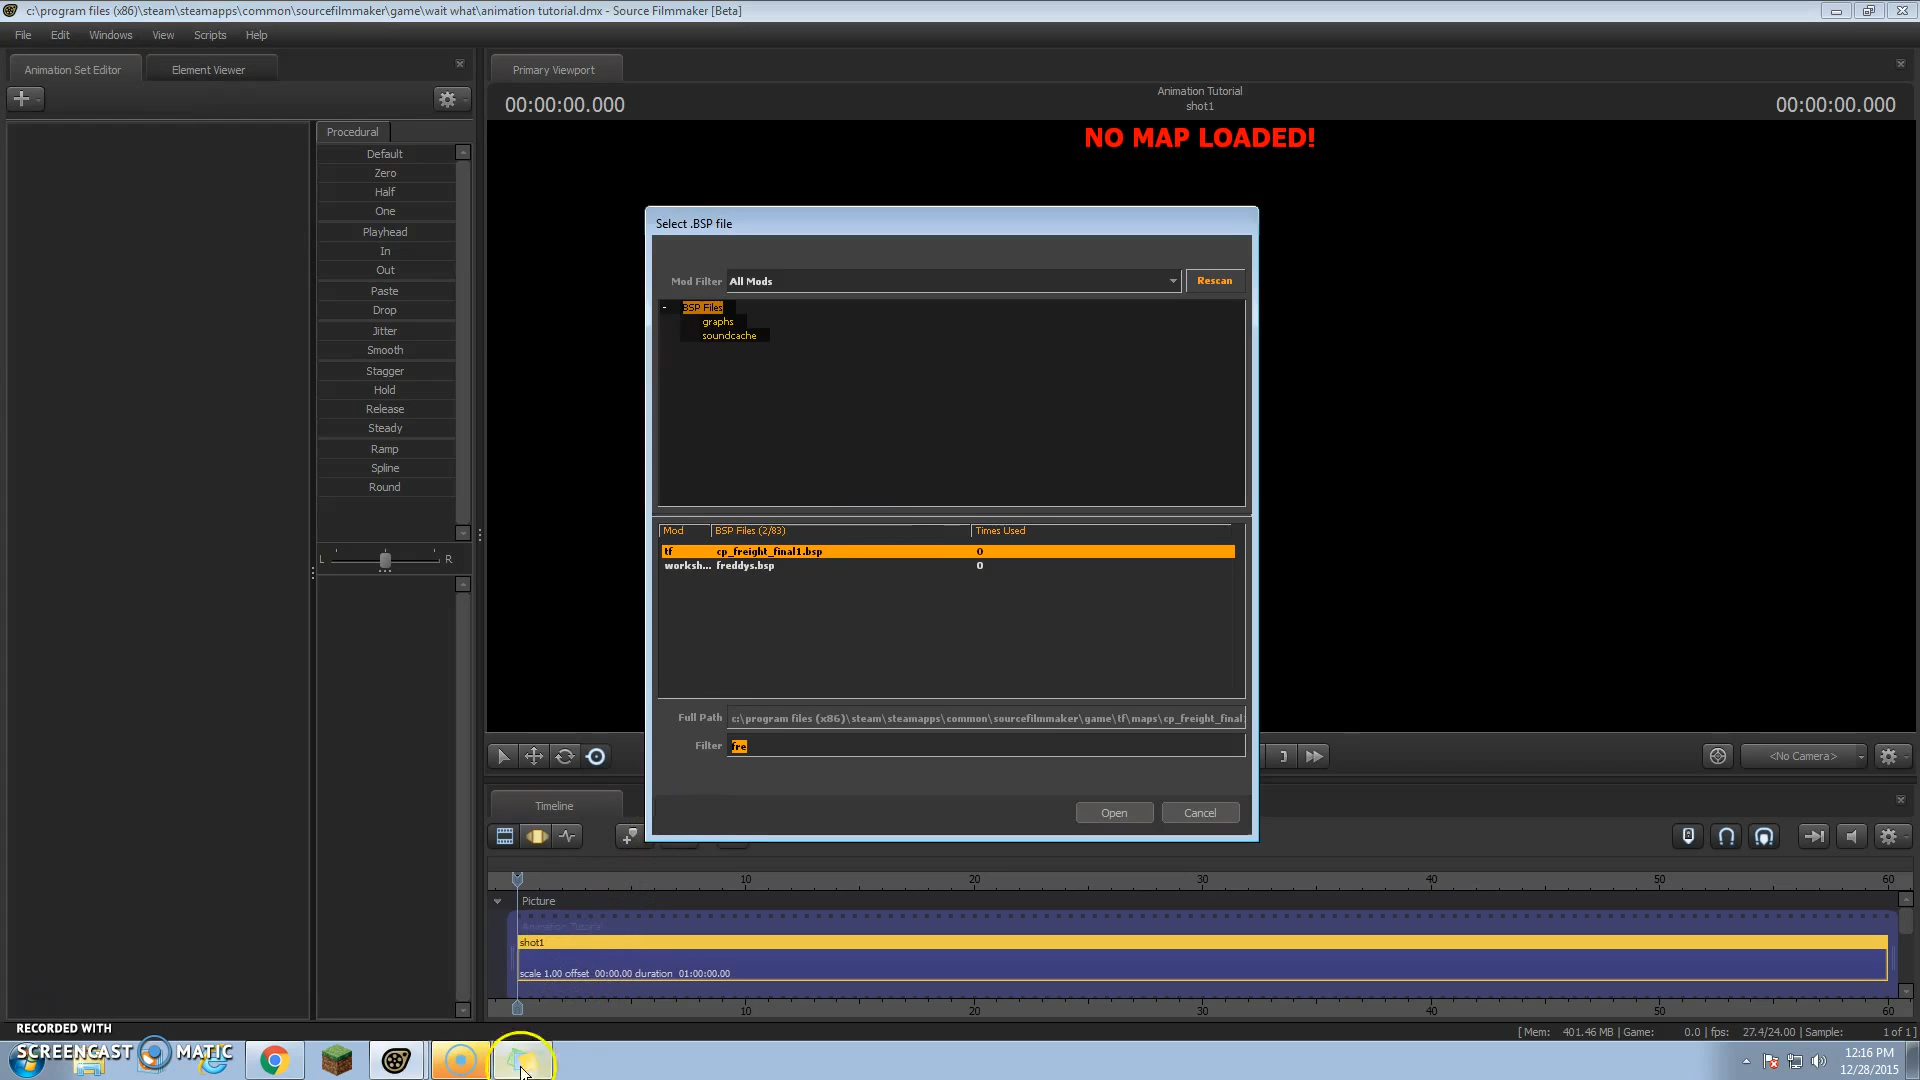 c:\program files (x86)\steam\steamapps\common\sourcefilmmaker\game\wait what\animation tutorial.dmx - Source Filmmaker [Beta]
File Edit Windows View Scripts Help
Animation Set Editor Element Viewer Primary Viewport
00:00:00.000 Animation Tutorial 00:00:00.000
shot1
NO MAP LOADED!
Procedural
Default
Zero
Half
One
Playhead
In
Out
Paste
Drop
Jitter
Smooth
Stagger
Hold
Release
Steady
Ramp
Spline
Round
L R
Select .BSP file
Mod Filter All Mods Rescan
- BSP Files
graphs
soundcache
Mod BSP Files (2/83) Times Used
tf cp_freight_final1.bsp 0
worksh... freddys.bsp 0
Full Path c:\program files (x86)\steam\steamapps\common\sourcefilmmaker\game\tf\maps\cp_freight_final
Filter fre
Open Cancel
<No Camera>
Timeline
10 20 30 40 50 60
Picture
Animation Tutorial
shot1
scale 1.00 offset 00:00.00 duration 01:00:00.00
10 20 30 40 50 60
[ Mem: 401.46 MB | Game: 0.0 | fps: 27.4/24.00 | Sample: 1 of 1 ]
RECORDED WITH
SCREENCAST MATIC
12:16 PM
12/28/2015